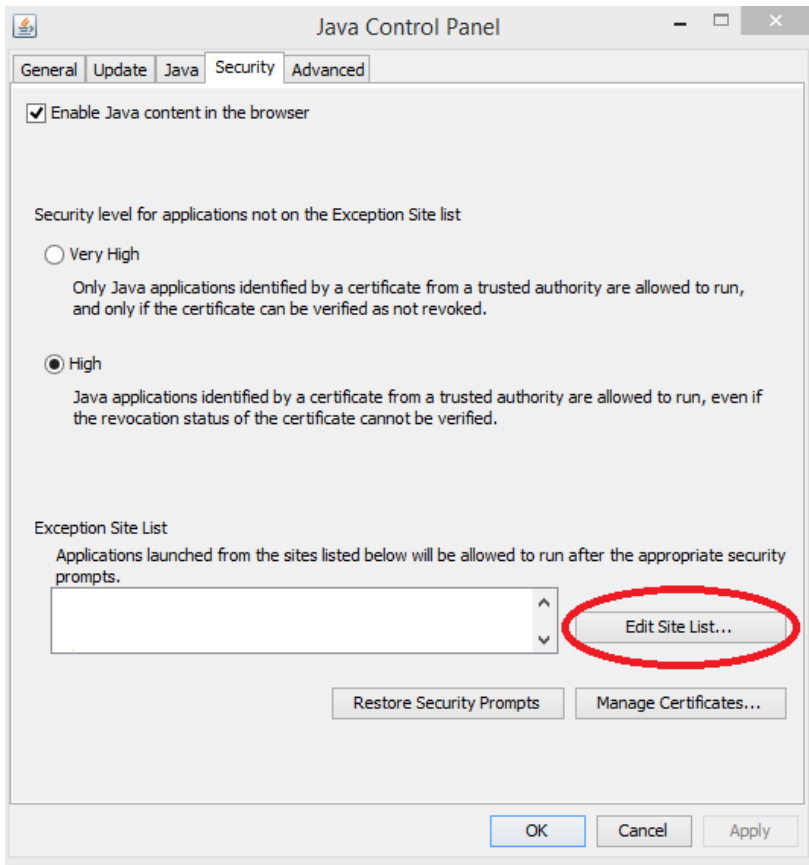 Java Control Panel
General Update Java Security Advanced
Enable Java content in the browser
Security level for applications not on the Exception Site list
Very High
Only Java applications identified by a certificate from a trusted authority are allowed to run,
and only if the certificate can be verified as not revoked.
High
Java applications identified by a certificate from a trusted authority are allowed to run, even if
the revocation status of the certificate cannot be verified.
Exception Site List
Applications launched from the sites listed below will be allowed to run after the appropriate security
prompts.
Edit Site List...
Restore Security Prompts Manage Certificates...
OK Cancel Apply